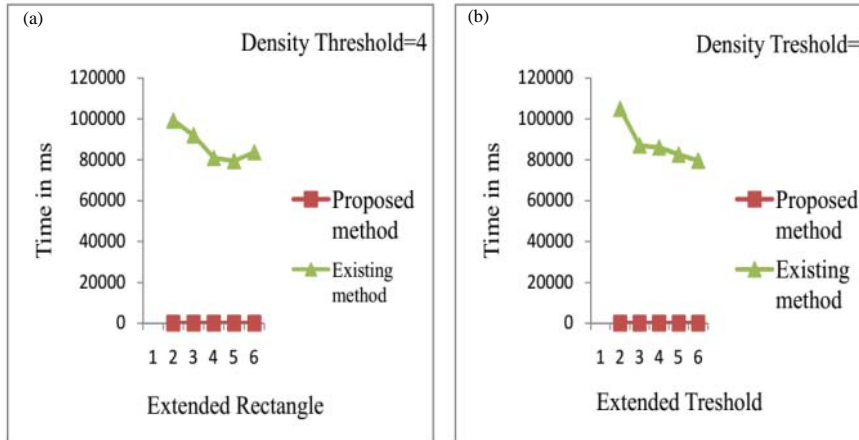 (a)
Density Threshold=4
120000
100000
80000
60000
40000
20000
0
Time in ms
Proposed
method
Existing
method
1 2 3 4 5 6
Extended Rectangle
(b)
Density Treshold=
120000
100000
80000
60000
40000
20000
0
Time in ms
Proposed
method
Existing
method
1 2 3 4 5 6
Extended Treshold